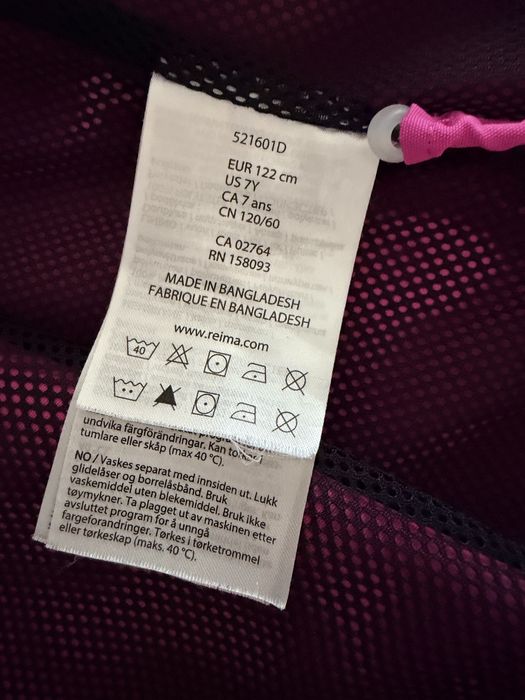 521601D
EUR 122 cm
US 7Y
CA 7 ans
CN 120/60
CA 02764
RN 158093
MADE IN BANGLADESH
FABRIQUE EN BANGLADESH
www.reima.com
40
undvika färgförändringar. Kan
tumlare eller skåp (max 40 °C).
NO / Vaskes separat med innsiden ut. Lukk
glidelåser og borrelåsbånd. Bruk
vaskemiddel uten blekemiddel. Bruk ikke
tøymykner. Ta plagget ut av maskinen etter
avsluttet program for å unngå
fargeforandringer. Tørkes i tørketrommel
eller tørkeskap (maks. 40 °C).